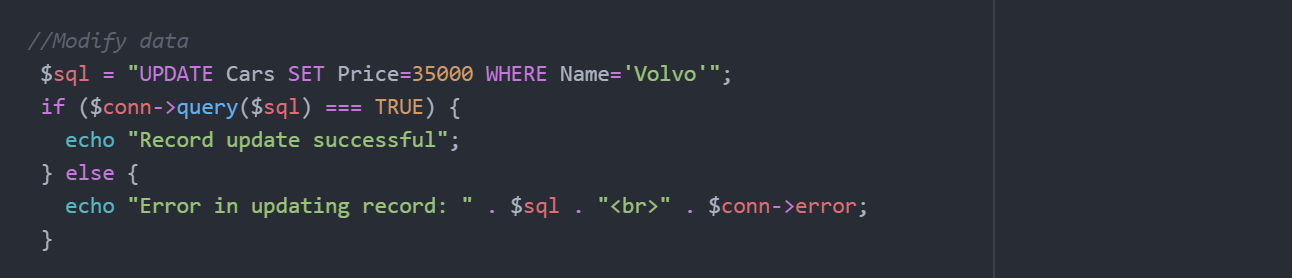 //Modify data
$sql = "UPDATE Cars SET Price=35000 WHERE Name='Volvo'";
if ($conn->query($sql) === TRUE) {
echo "Record update successful";
} else {
echo "Error in updating record: " . $sql . "<br>" . $conn->error;
}